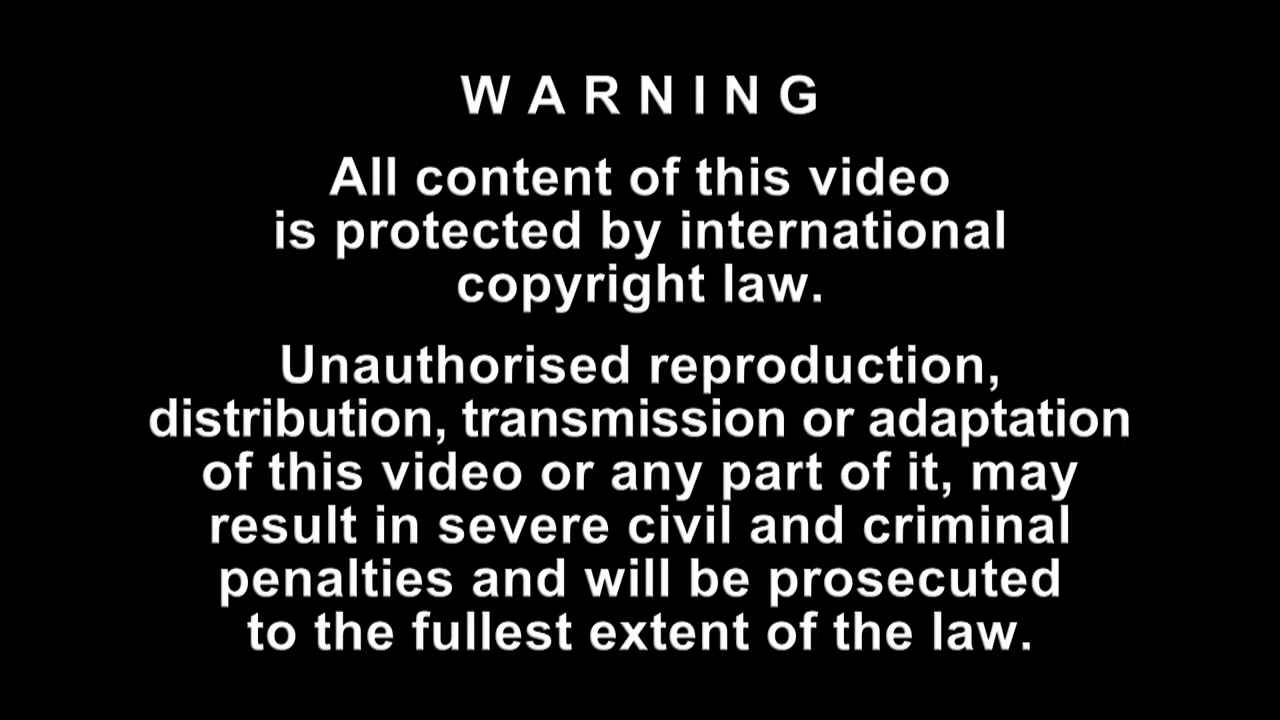 W A R N I N G
All content of this video
is protected by international
copyright law.
Unauthorised reproduction,
distribution, transmission or adaptation
of this video or any part of it, may
result in severe civil and criminal
penalties and will be prosecuted
to the fullest extent of the law.